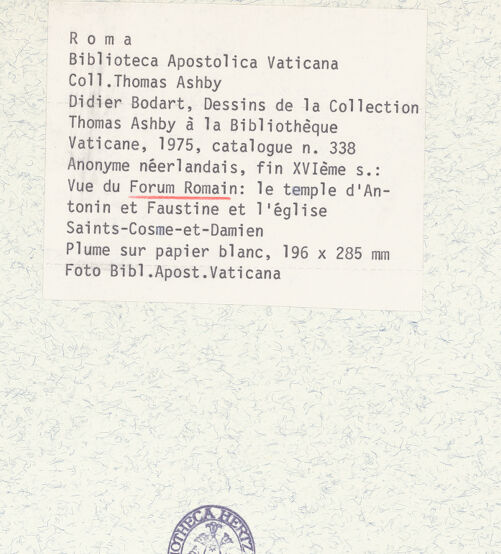 Roma
Biblioteca Apostolica Vaticana
Coll.Thomas Ashby
Didier Bodart, Dessins de la Collection
Thomas Ashby à la Bibliothèque
Vaticane, 1975, catalogue n. 338
Anonyme néerlandais, fin XVIème s.:
Vue du Forum Romain: le temple d'An-
tonin et Faustine et l'église
Saints-Cosme-et-Damien
Plume sur papier blanc, 196 x 285 mm
Foto Bibl.Apost.Vaticana